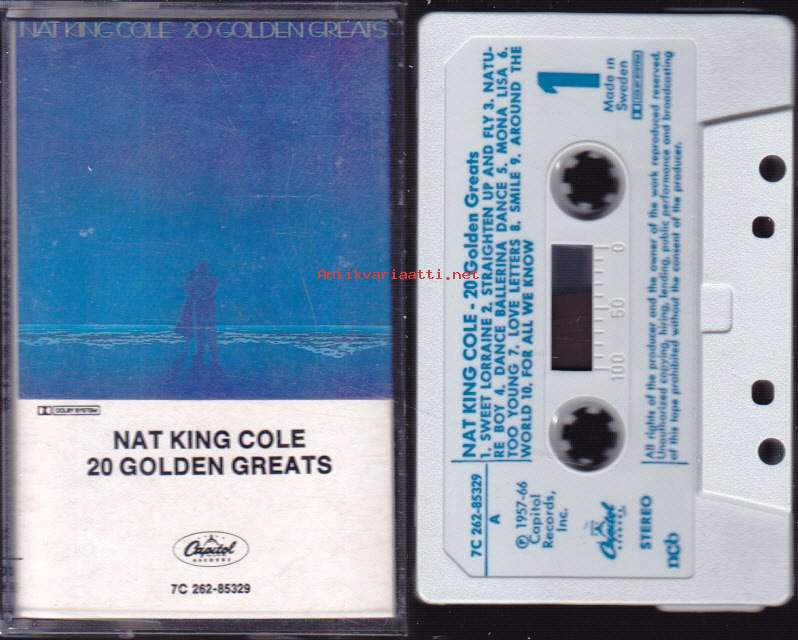 NAT KING COLE 20 GOLDEN GREATS
DOLBY SYSTEM
NAT KING COLE
20 GOLDEN GREATS
Capitol
RECORDS
7C 262-85329
Antikvariaatti.net
7C 262-85329
A
℗ 1957-66
Capitol
Records,
Inc.
Capitol
STEREO
ncb
NAT KING COLE - 20 Golden Greats
1. SWEET LORRAINE 2. STRAIGHTEN UP AND FLY 3. NATU-
RE BOY 4. DANCE BALLERINA DANCE 5. MONA LISA 6.
TOO YOUNG 7. LOVE LETTERS 8. SMILE 9. AROUND THE
WORLD 10. FOR ALL WE KNOW
1
Made in
Sweden
100 50 0
All rights of the producer and the owner of the work reproduced reserved.
Unauthorized copying, hiring, lending, public performance and broadcasting
of this tape prohibited without the consent of the producer.